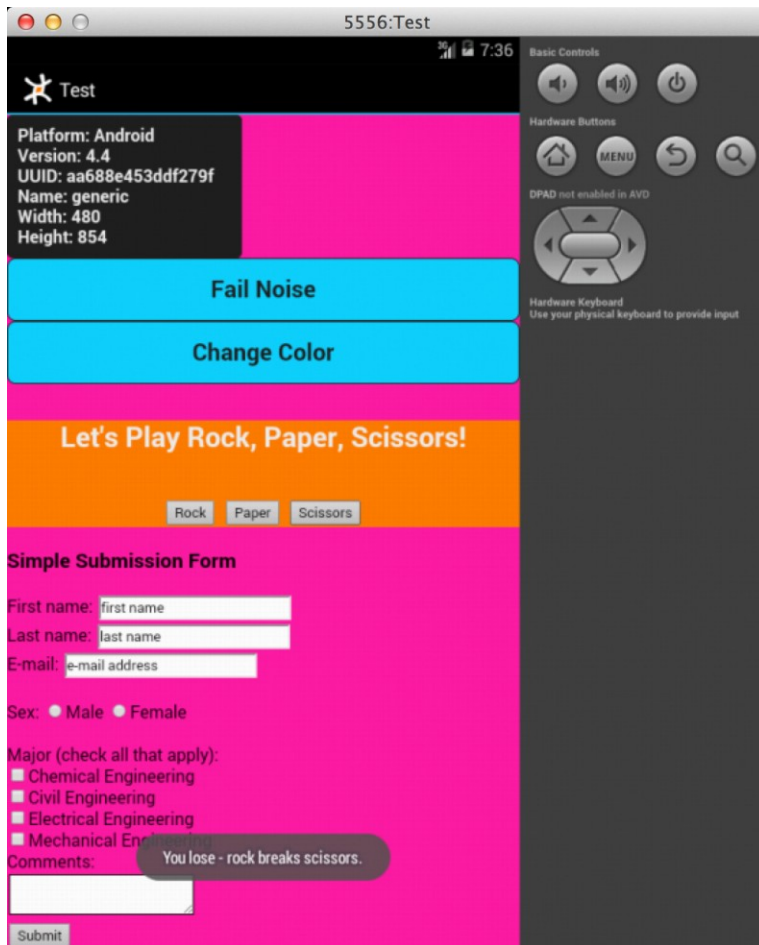 5556:Test
3G 7:36
Test
Platform: Android
Version: 4.4
UUID: aa688e453ddf279f
Name: generic
Width: 480
Height: 854
Fail Noise
Change Color
Let's Play Rock, Paper, Scissors!
Rock Paper Scissors
Simple Submission Form
First name: first name
Last name: last name
E-mail: e-mail address
Sex: Male Female
Major (check all that apply):
Chemical Engineering
Civil Engineering
Electrical Engineering
Mechanical Engineering
Comments:
You lose - rock breaks scissors.
Submit
Basic Controls
Hardware Buttons
MENU
DPAD not enabled in AVD
Hardware Keyboard
Use your physical keyboard to provide input